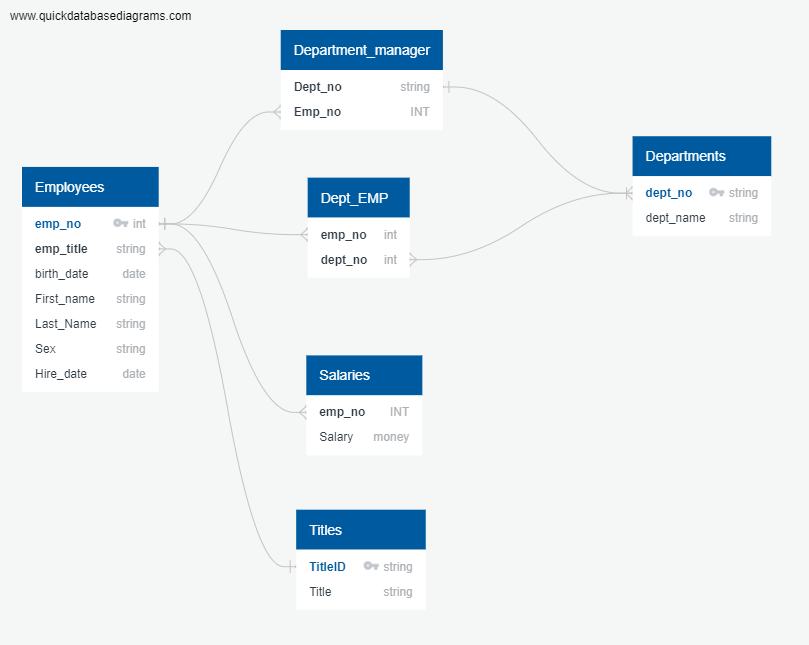 www.quickdatabasediagrams.com
Department_manager
Dept_no string
Emp_no INT
Departments
dept_no string
dept_name string
Employees
emp_no int
emp_title string
birth_date date
First_name string
Last_Name string
Sex string
Hire_date date
Dept_EMP
emp_no int
dept_no int
Salaries
emp_no INT
Salary money
Titles
TitleID string
Title string